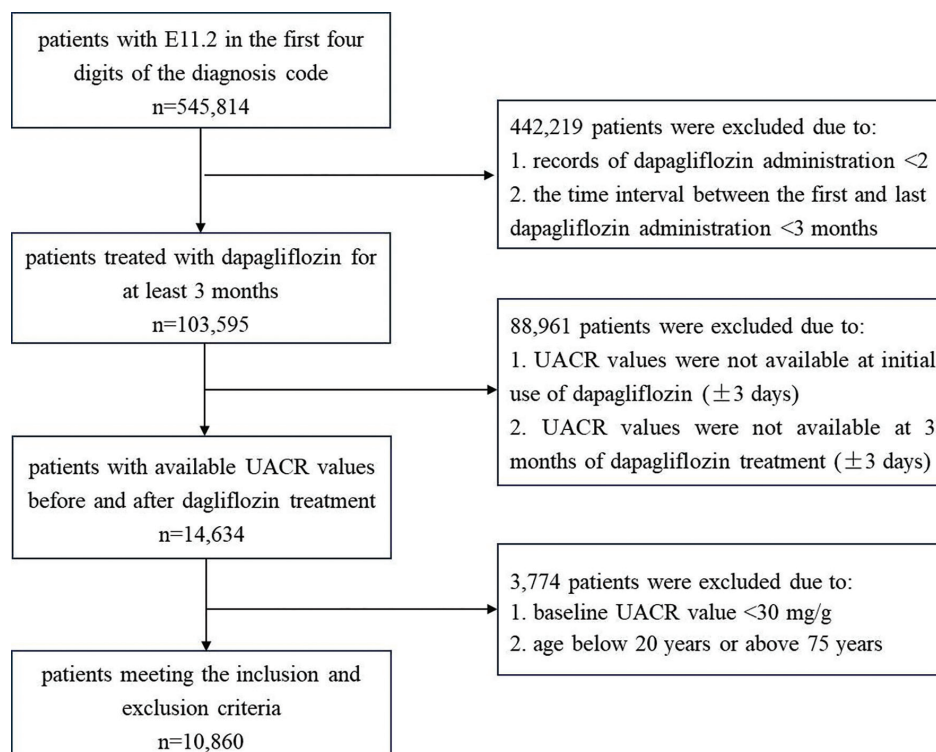 patients with E11.2 in the first four
digits of the diagnosis code
n=545,814
442,219 patients were excluded due to:
1. records of dapagliflozin administration <2
2. the time interval between the first and last
dapagliflozin administration <3 months
patients treated with dapagliflozin for
at least 3 months
n=103,595
88,961 patients were excluded due to:
1. UACR values were not available at initial
use of dapagliflozin (±3 days)
2. UACR values were not available at 3
months of dapagliflozin treatment (±3 days)
patients with available UACR values
before and after dagliflozin treatment
n=14,634
3,774 patients were excluded due to:
1. baseline UACR value <30 mg/g
2. age below 20 years or above 75 years
patients meeting the inclusion and
exclusion criteria
n=10,860